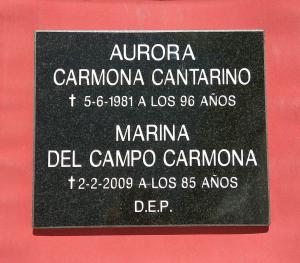 AURORA
CARMONA CANTARINO
† 5-6-1981 A LOS 96 AÑOS
MARINA
DEL CAMPO CARMONA
† 2-2-2009 A LOS 85 AÑOS
D.E.P.